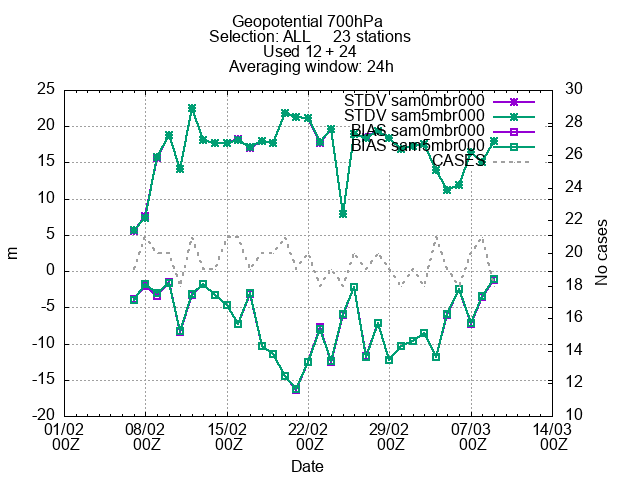 Geopotential 700hPa
Selection: ALL 23 stations
Used 12 + 24
Averaging window: 24h
STDV sam0mbr000
STDV sam5mbr000
BIAS sam0mbr000
BIAS sam5mbr000
CASES
25
20
15
10
5
0
-5
-10
-15
-20
m
30
28
26
24
22
20
18
16
14
12
10
No cases
01/02 08/02 15/02 22/02 29/02 07/03 14/03
00Z 00Z 00Z 00Z 00Z 00Z 00Z
Date